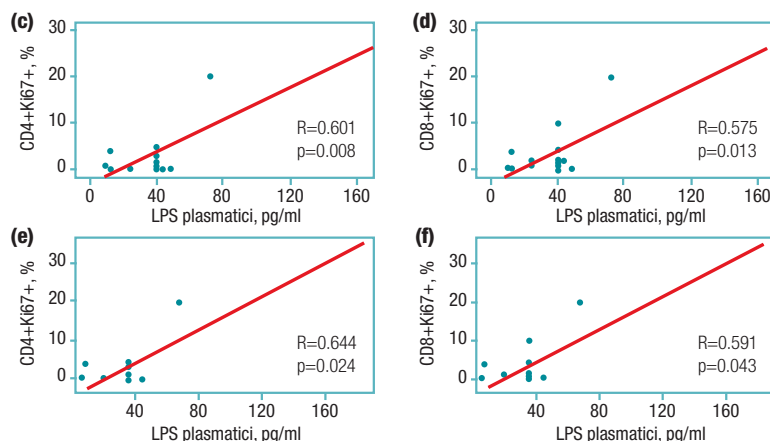 (c)
CD4+Ki67+, %
30
20
10
0
R=0.601
p=0.008
0 40 80 120 160
LPS plasmatici, pg/ml
(d)
CD8+Ki67+, %
30
20
10
0
R=0.575
p=0.013
0 40 80 120 160
LPS plasmatici, pg/ml
(e)
CD4+Ki67+, %
30
20
10
0
R=0.644
p=0.024
40 80 120 160
LPS plasmatici, pg/ml
(f)
CD8+Ki67+, %
30
20
10
0
R=0.591
p=0.043
40 80 120 160
LPS plasmatici, pg/ml